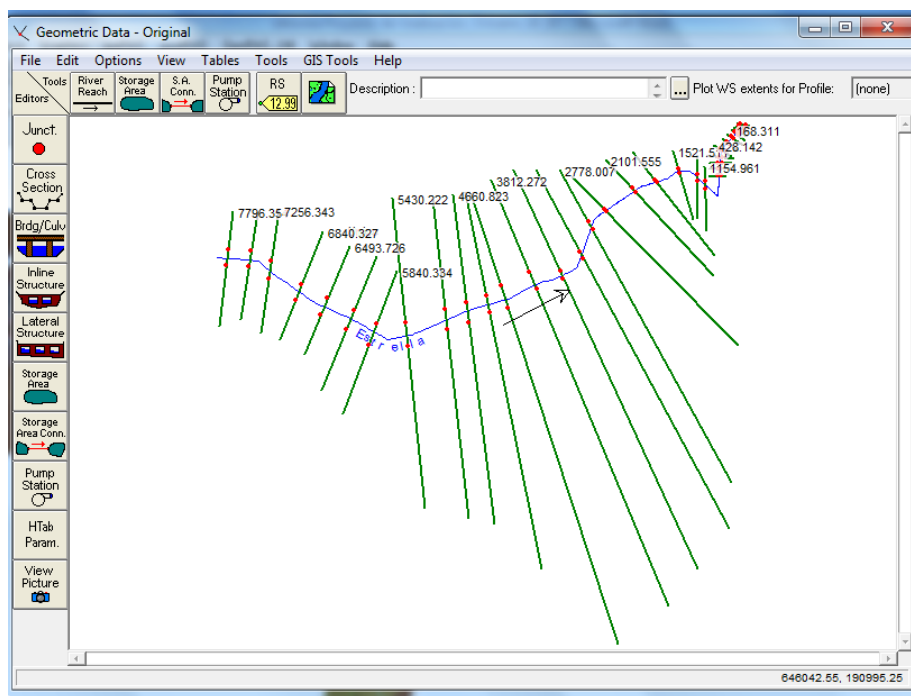 Geometric Data - Original
File Edit Options View Tables Tools GIS Tools Help
Tools
Editors
River
Reach
Storage
Area
S.A.
Conn.
Pump
Station
RS
12.99
Description :
...
Plot WS extents for Profile:
(none)
Junct.
Cross
Section
Brdg/Culv
Inline
Structure
Lateral
Structure
Storage
Area
Storage
Area Conn.
Pump
Station
HTab
Param.
View
Picture
7796.35
7256.343
6840.327
6493.726
5840.334
5430.222
4660.823
3812.272
2778.007
2101.555
1521.511
1154.961
428.142
1168.311
646042.55, 190995.25